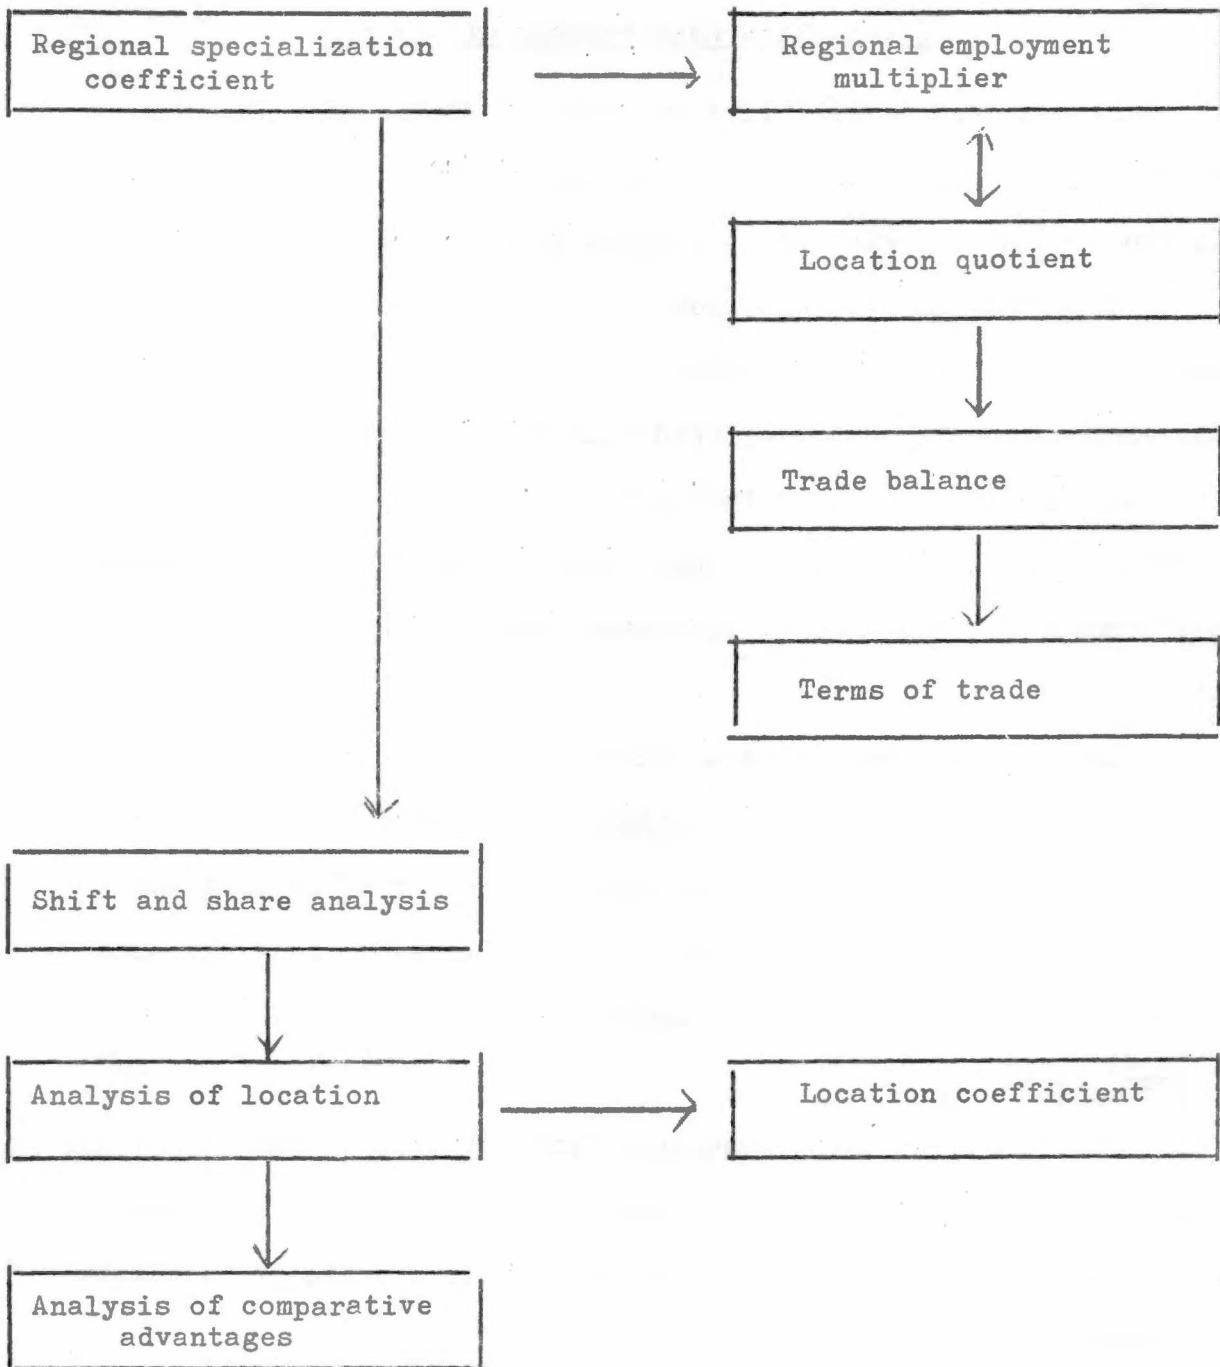 Regional specialization
coefficient
Regional employment
multiplier
Location quotient
Trade balance
Terms of trade
Shift and share analysis
Analysis of location
Location coefficient
Analysis of comparative
advantages